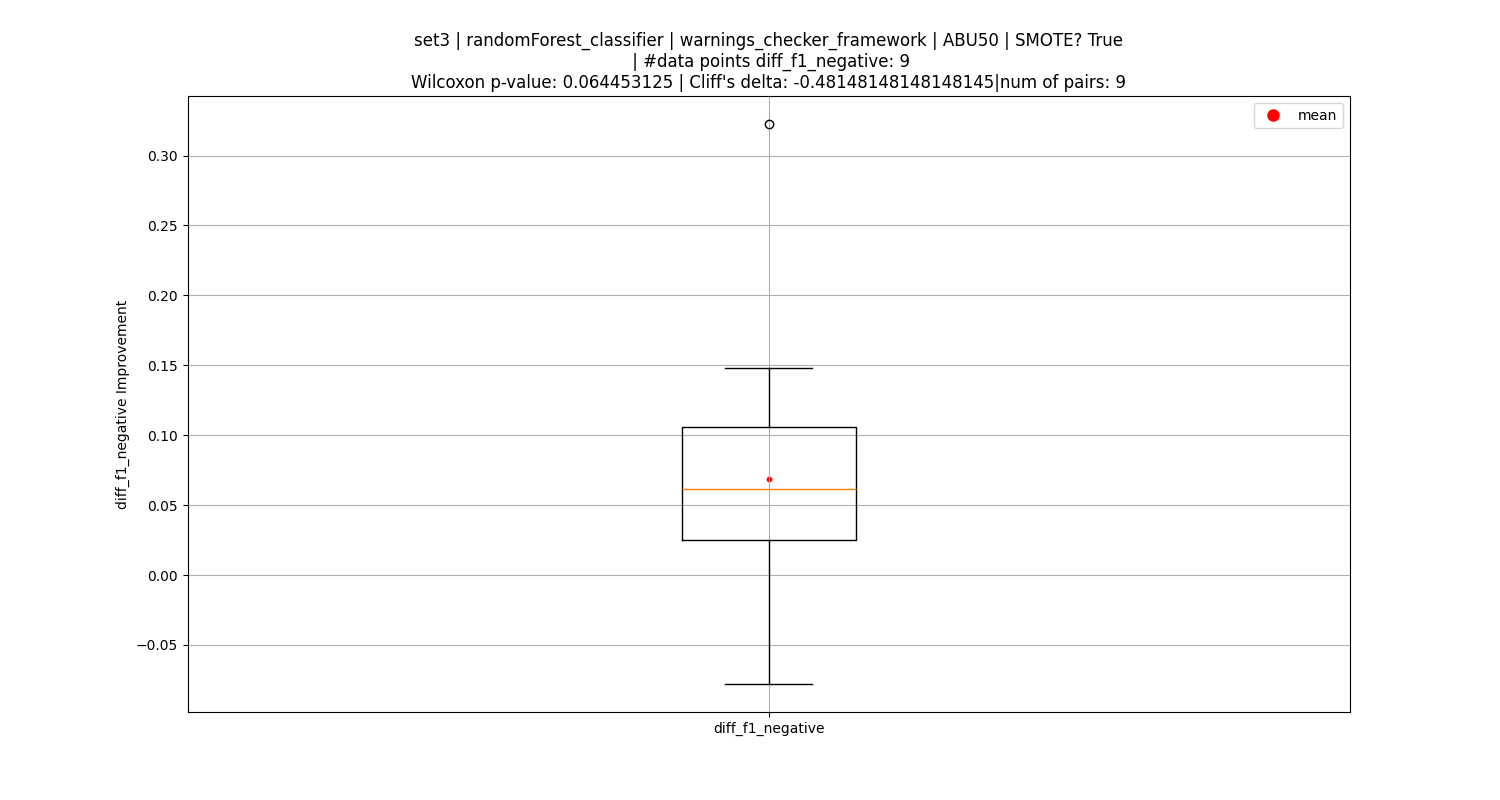 set3 | randomForest_classifier | warnings_checker_framework | ABU50 | SMOTE? True
| #data points diff_f1_negative: 9
Wilcoxon p-value: 0.064453125 | Cliff's delta: -0.48148148148148145|num of pairs: 9
mean
0.30
0.25
0.20
0.15
0.10
0.05
0.00
−0.05
diff_f1_negative Improvement
diff_f1_negative